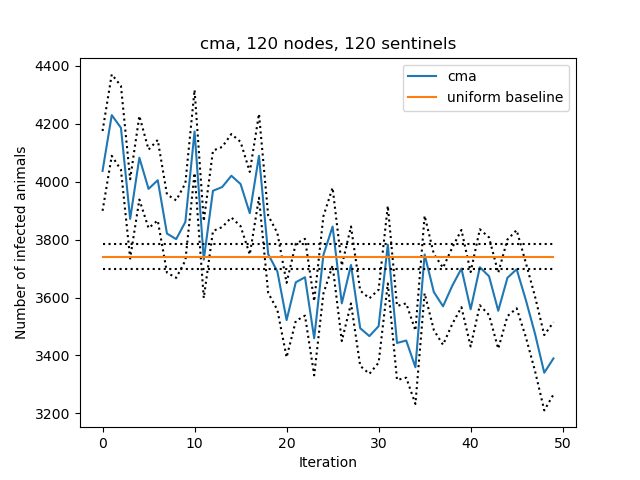 cma, 120 nodes, 120 sentinels
4400
4200
4000
3800
3600
3400
3200
Number of infected animals
cma
uniform baseline
0 10 20 30 40 50
Iteration